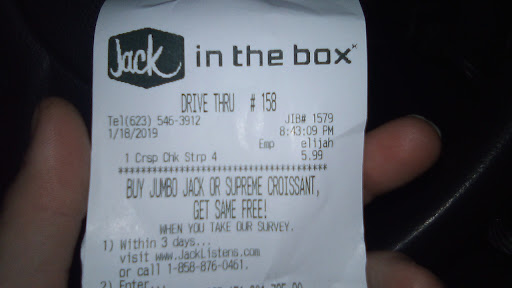 Jack in the box
DRIVE THRU # 158
Tel(623) 546-3912 JIB# 1579
1/18/2019 8:43:09 PM
Emp elijah
1 Crsp Chk Strp 4 5.99
****************************************
BUY JUMBO JACK OR SUPREME CROISSANT,
GET SAME FREE!
WHEN YOU TAKE OUR SURVEY.
1) Within 3 days...
visit www.JackListens.com
or call 1-858-876-0461.
2) Enter...